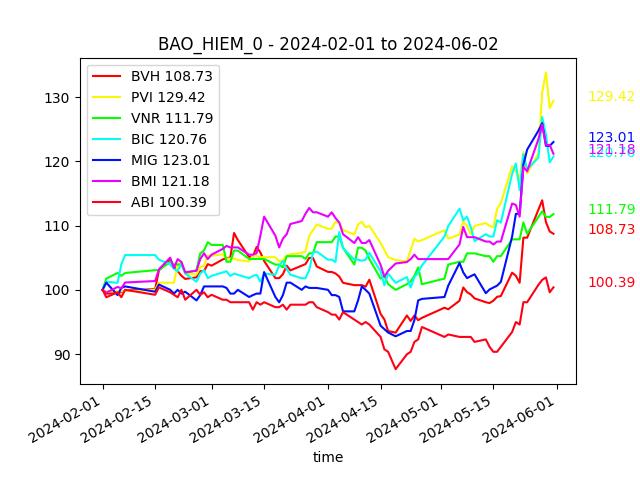 BAO_HIEM_0 - 2024-02-01 to 2024-06-02
BVH 108.73
PVI 129.42
VNR 111.79
BIC 120.76
MIG 123.01
BMI 121.18
ABI 100.39
130
120
110
100
90
129.42
123.01
121.18
120.76
111.79
108.73
100.39
2024-02-01
2024-02-15
2024-03-01
2024-03-15
2024-04-01
2024-04-15
2024-05-01
2024-05-15
2024-06-01
time